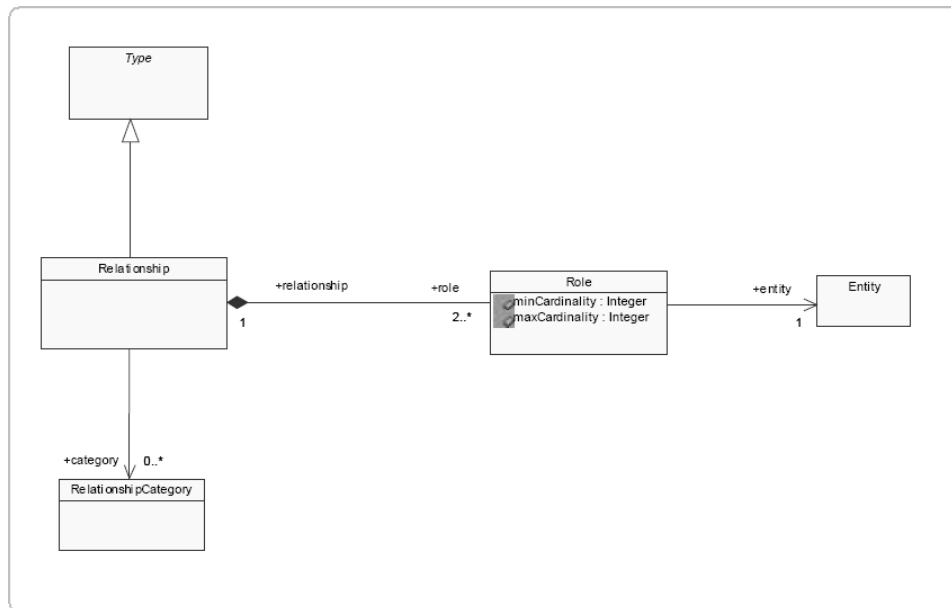 Type
Relationship
+relationship
+role
1
2..*
Role
minCardinality : Integer
maxCardinality : Integer
+entity
1
Entity
+category
0..*
RelationshipCategory